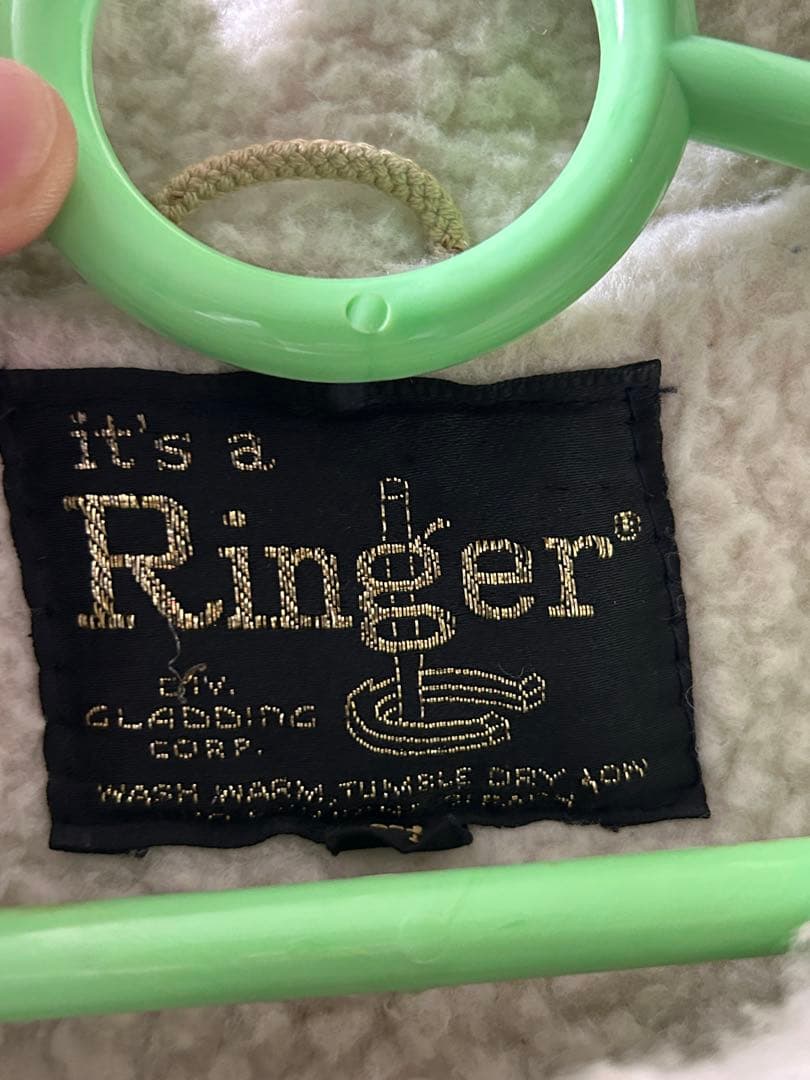 it's a
Ringer®
DIV.
GLADDING
CORP.
WASH WARM, TUMBLE DRY LOW